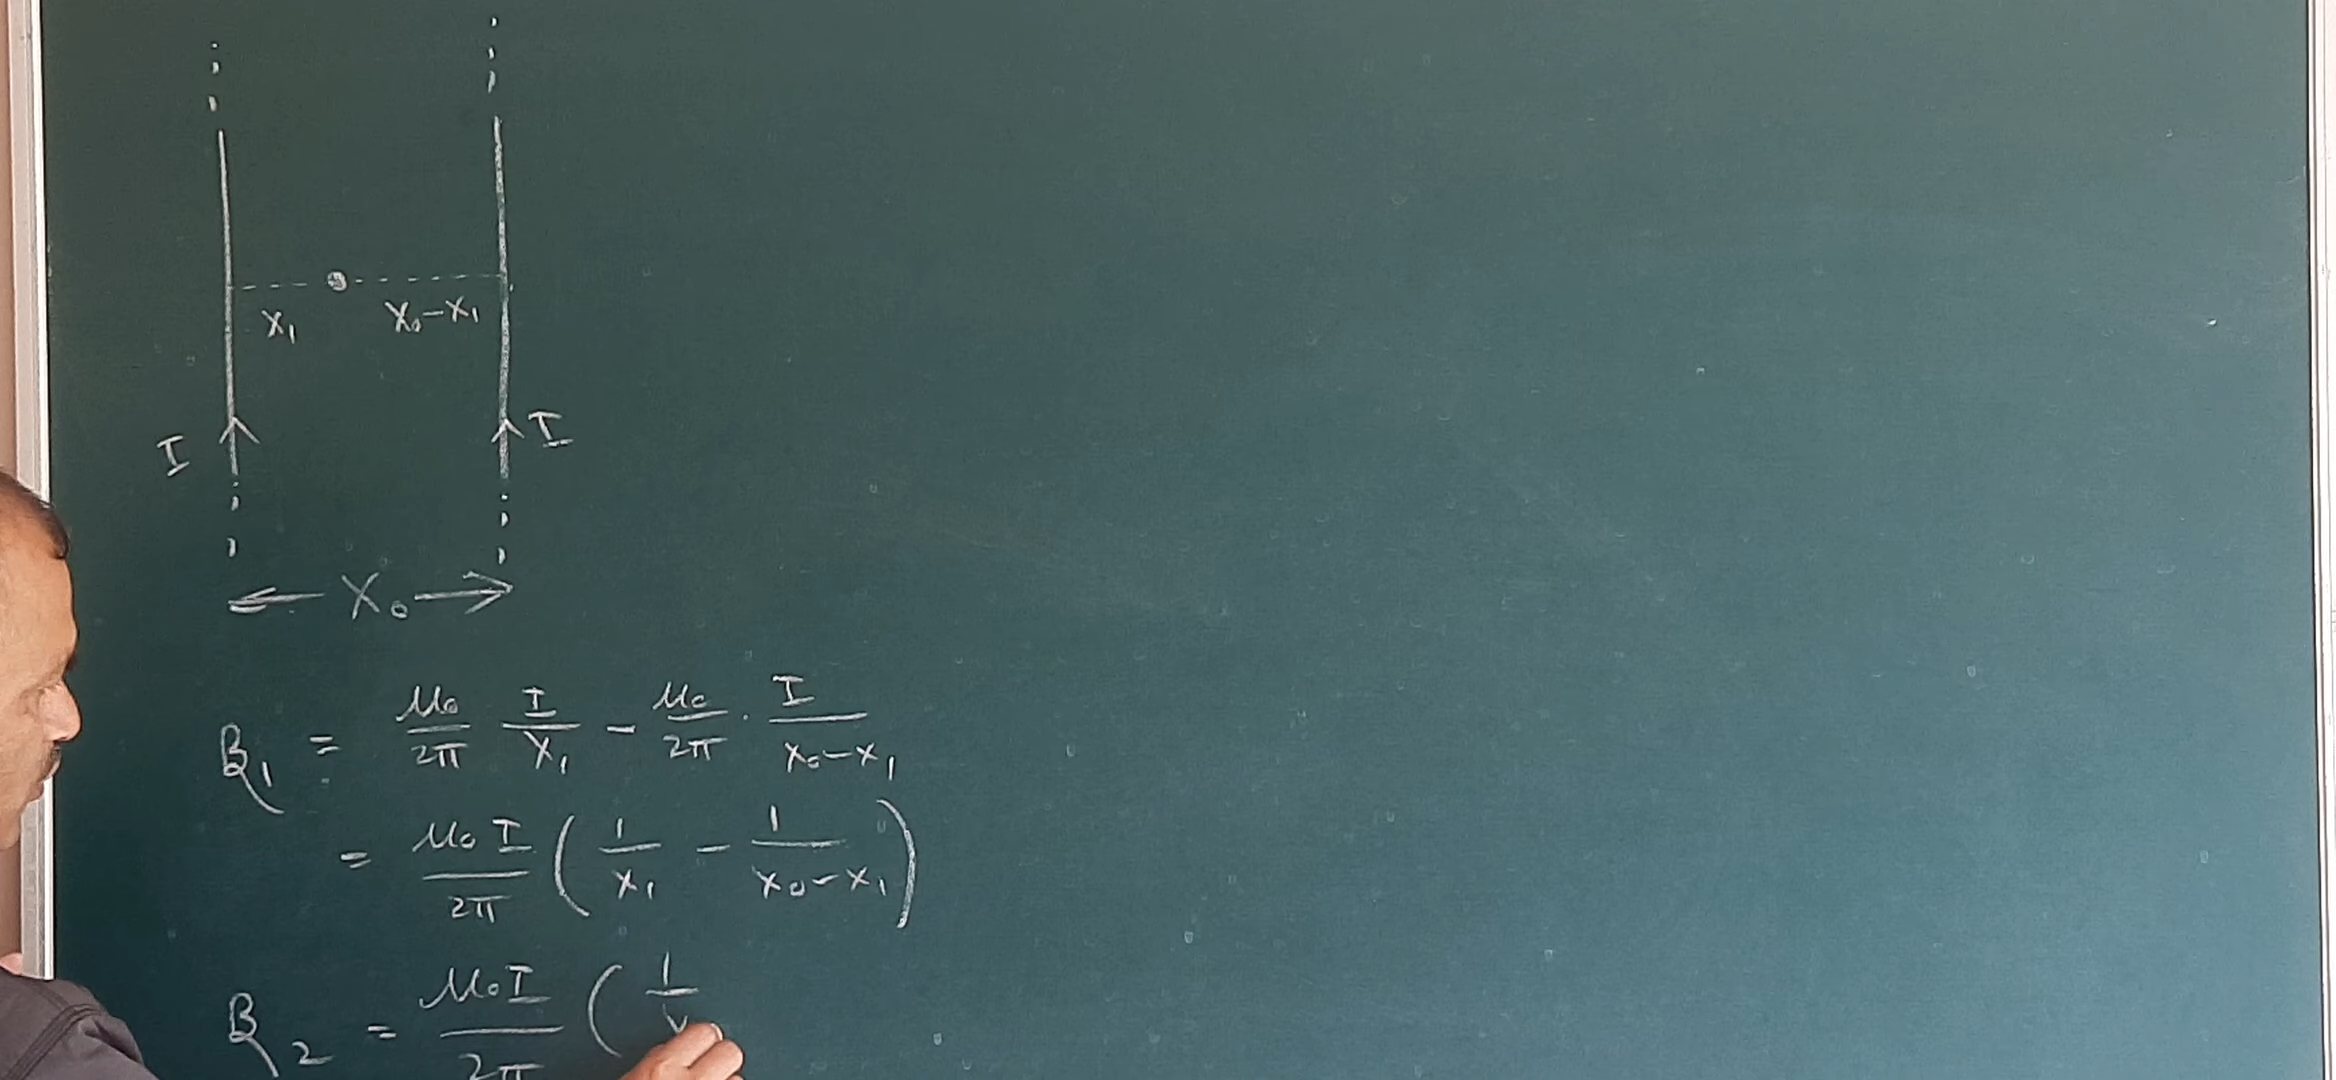 X₁ X₀-X₁
I I
X₀
B₁ = μ₀/2π I/X₁ - μ₀/2π . I/X₀-X₁
= μ₀I/2π (1/X₁ - 1/X₀-X₁)
B₂ = μ₀I/2π (1/